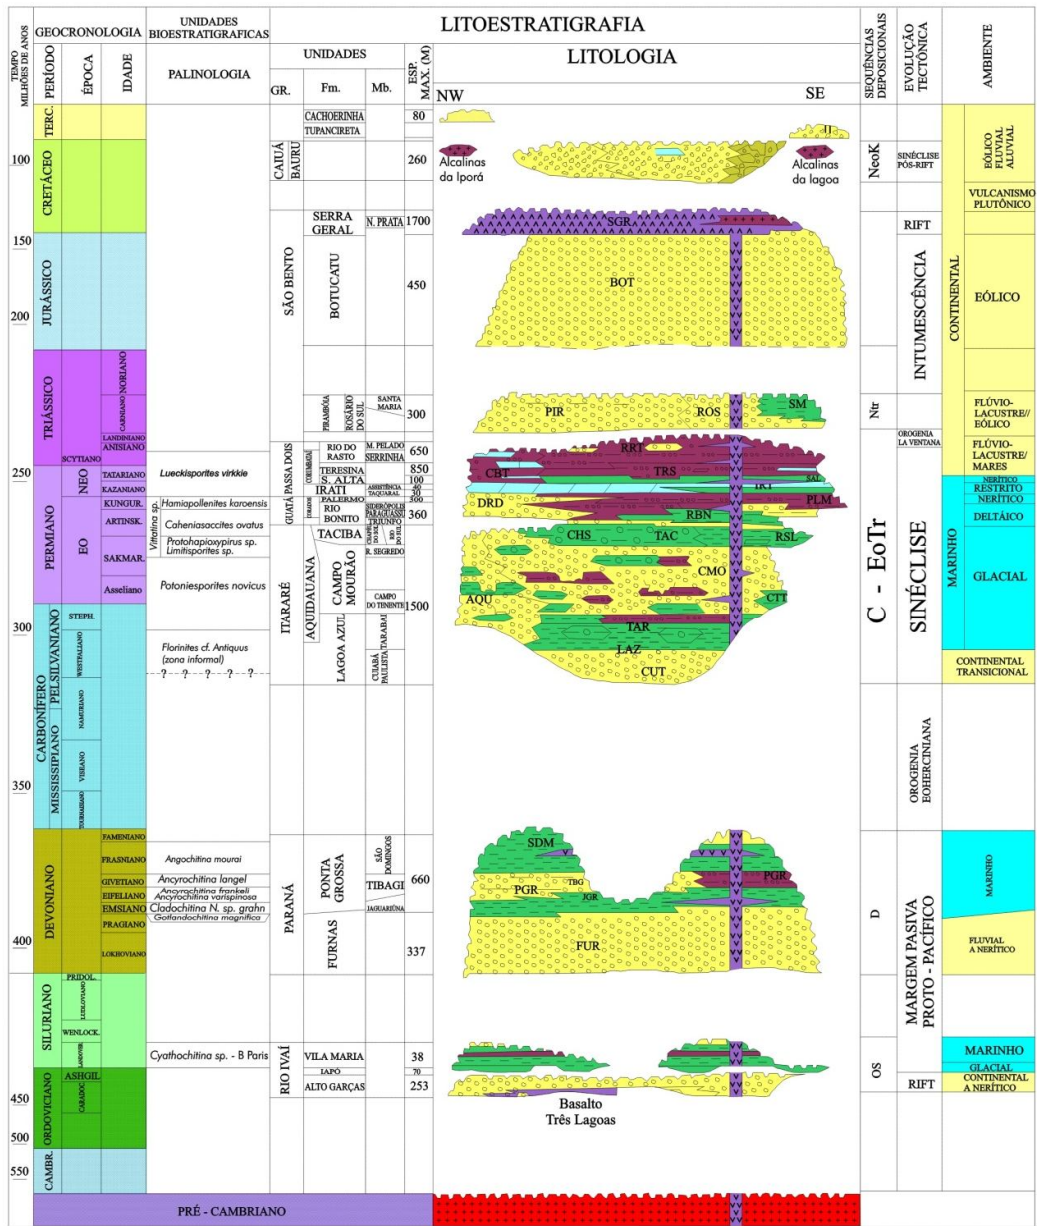 TEMPO
MILHÕES DE ANOS
GEOCRONOLOGIA
PERÍODO
ÉPOCA
IDADE
UNIDADES
BIOESTRATIGRAFICAS
PALINOLOGIA
LITOESTRATIGRAFIA
UNIDADES
GR.
Fm.
Mb.
ESP.
MAX. (M)
LITOLOGIA
NW
SE
SEQUÊNCIAS
DEPOSICIONAIS
EVOLUÇÃO
TECTÔNICA
AMBIENTE
100
150
200
250
300
350
400
450
500
550
TERC.
CRETÁCEO
JURÁSSICO
TRIÁSSICO
PERMIANO
CARBONÍFERO
DEVONIANO
SILURIANO
ORDOVICIANO
CAMBR.
PRÉ - CAMBRIANO
NEO
EO
PELSILVANIANO
MISSISSIPIANO
STEPH.
WESTFALIANO
NAMURIANO
VISEANO
TOURNAISIANO
PRIDOL.
LUDLOVIANO
WENLOCK.
LANDOVER.
ASHGIL
CARADOC.
NORIANO
CARNIANO
LANDINIANO
ANISIANO
SCYTIANO
TATARIANO
KAZANIANO
KUNGUR.
ARTINSK.
SAKMAR.
Asseliano
FAMENIANO
FRASNIANO
GIVETIANO
EIFELIANO
EMSIANO
PRAGIANO
LOKHOVIANO
Lueckisporites virkkie
Vittatina sp.
Hamiapollenites karoensis
Caheniasaccites ovatus
Protohapioxypirus sp.
Limitisporites sp.
Potoniesporites novicus
Florinites cf. Antiquus
(zona informal)
? ? ? ? ?
Angochitina mourai
Ancyrochitina langel
Ancyrochitina frankeli
Ancyrochitina varispinosa
Cladochitina N. sp. grahn
Gotlandochitina magnifica
Cyathochitina sp. - B Paris
CAIUÁ
BAURU
SÃO BENTO
PASSA DOIS
GUATÁ
ITARARÉ
PARANÁ
RIO IVAÍ
CACHOERINHA
TUPANCIRETA
SERRA
GERAL
BOTUCATU
PIRAMBÓIA
ROSÁRIO
DO SUL
RIO DO
RASTO
TERESINA
S. ALTA
IRATI
PALERMO
RIO
BONITO
TACIBA
AQUIDAUANA
CAMPO
MOURÃO
LAGOA AZUL
PONTA
GROSSA
FURNAS
VILA MARIA
IAPÓ
ALTO GARÇAS
N. PRATA
SANTA
MARIA
M. PELADO
SERRINHA
ASSISTÊNCIA
TAQUARAL
SIDERÓPOLIS
PARAGUASSU
TRIUNFO
R. SEGREDO
CAMPO
DO TENENTE
TARABAI
CUIABÁ
PAULISTA
SÃO
DOMINGOS
TIBAGI
JAGUARIÚNA
80
260
1700
450
300
650
850
100
40
30
300
360
1500
660
337
38
70
253
Alcalinas
da Iporá
Alcalinas
da lagoa
SGR
BOT
PIR
ROS
SM
RRT
CBT
TRS
SAL
IRT
DRD
PLM
RBN
CHS
TAC
RSL
CMO
AQU
CTT
TAR
LAZ
CUT
SDM
PGR
TBG
JGR
PGR
FUR
Basalto
Três Lagoas
NeoK
Ntr
C - EoTr
D
OS
SINÉCLISE
PÓS-RIFT
RIFT
INTUMESCÊNCIA
OROGENIA
LA VENTANA
SINÉCLISE
OROGENIA
EOHERCINIANA
MARGEM PASIVA
PROTO - PACÍFICO
RIFT
CONTINENTAL
MARINHO
EÓLICO
FLUVIAL
ALUVIAL
VULCANISMO
PLUTÔNICO
EÓLICO
FLÚVIO-
LACUSTRE//
EÓLICO
FLÚVIO-
LACUSTRE/
MARES
NERÍTICO
RESTRITO
NERÍTICO
DELTÁICO
GLACIAL
CONTINENTAL
TRANSICIONAL
MARINHO
FLUVIAL
A NERÍTICO
MARINHO
GLACIAL
CONTINENTAL
A NERÍTICO